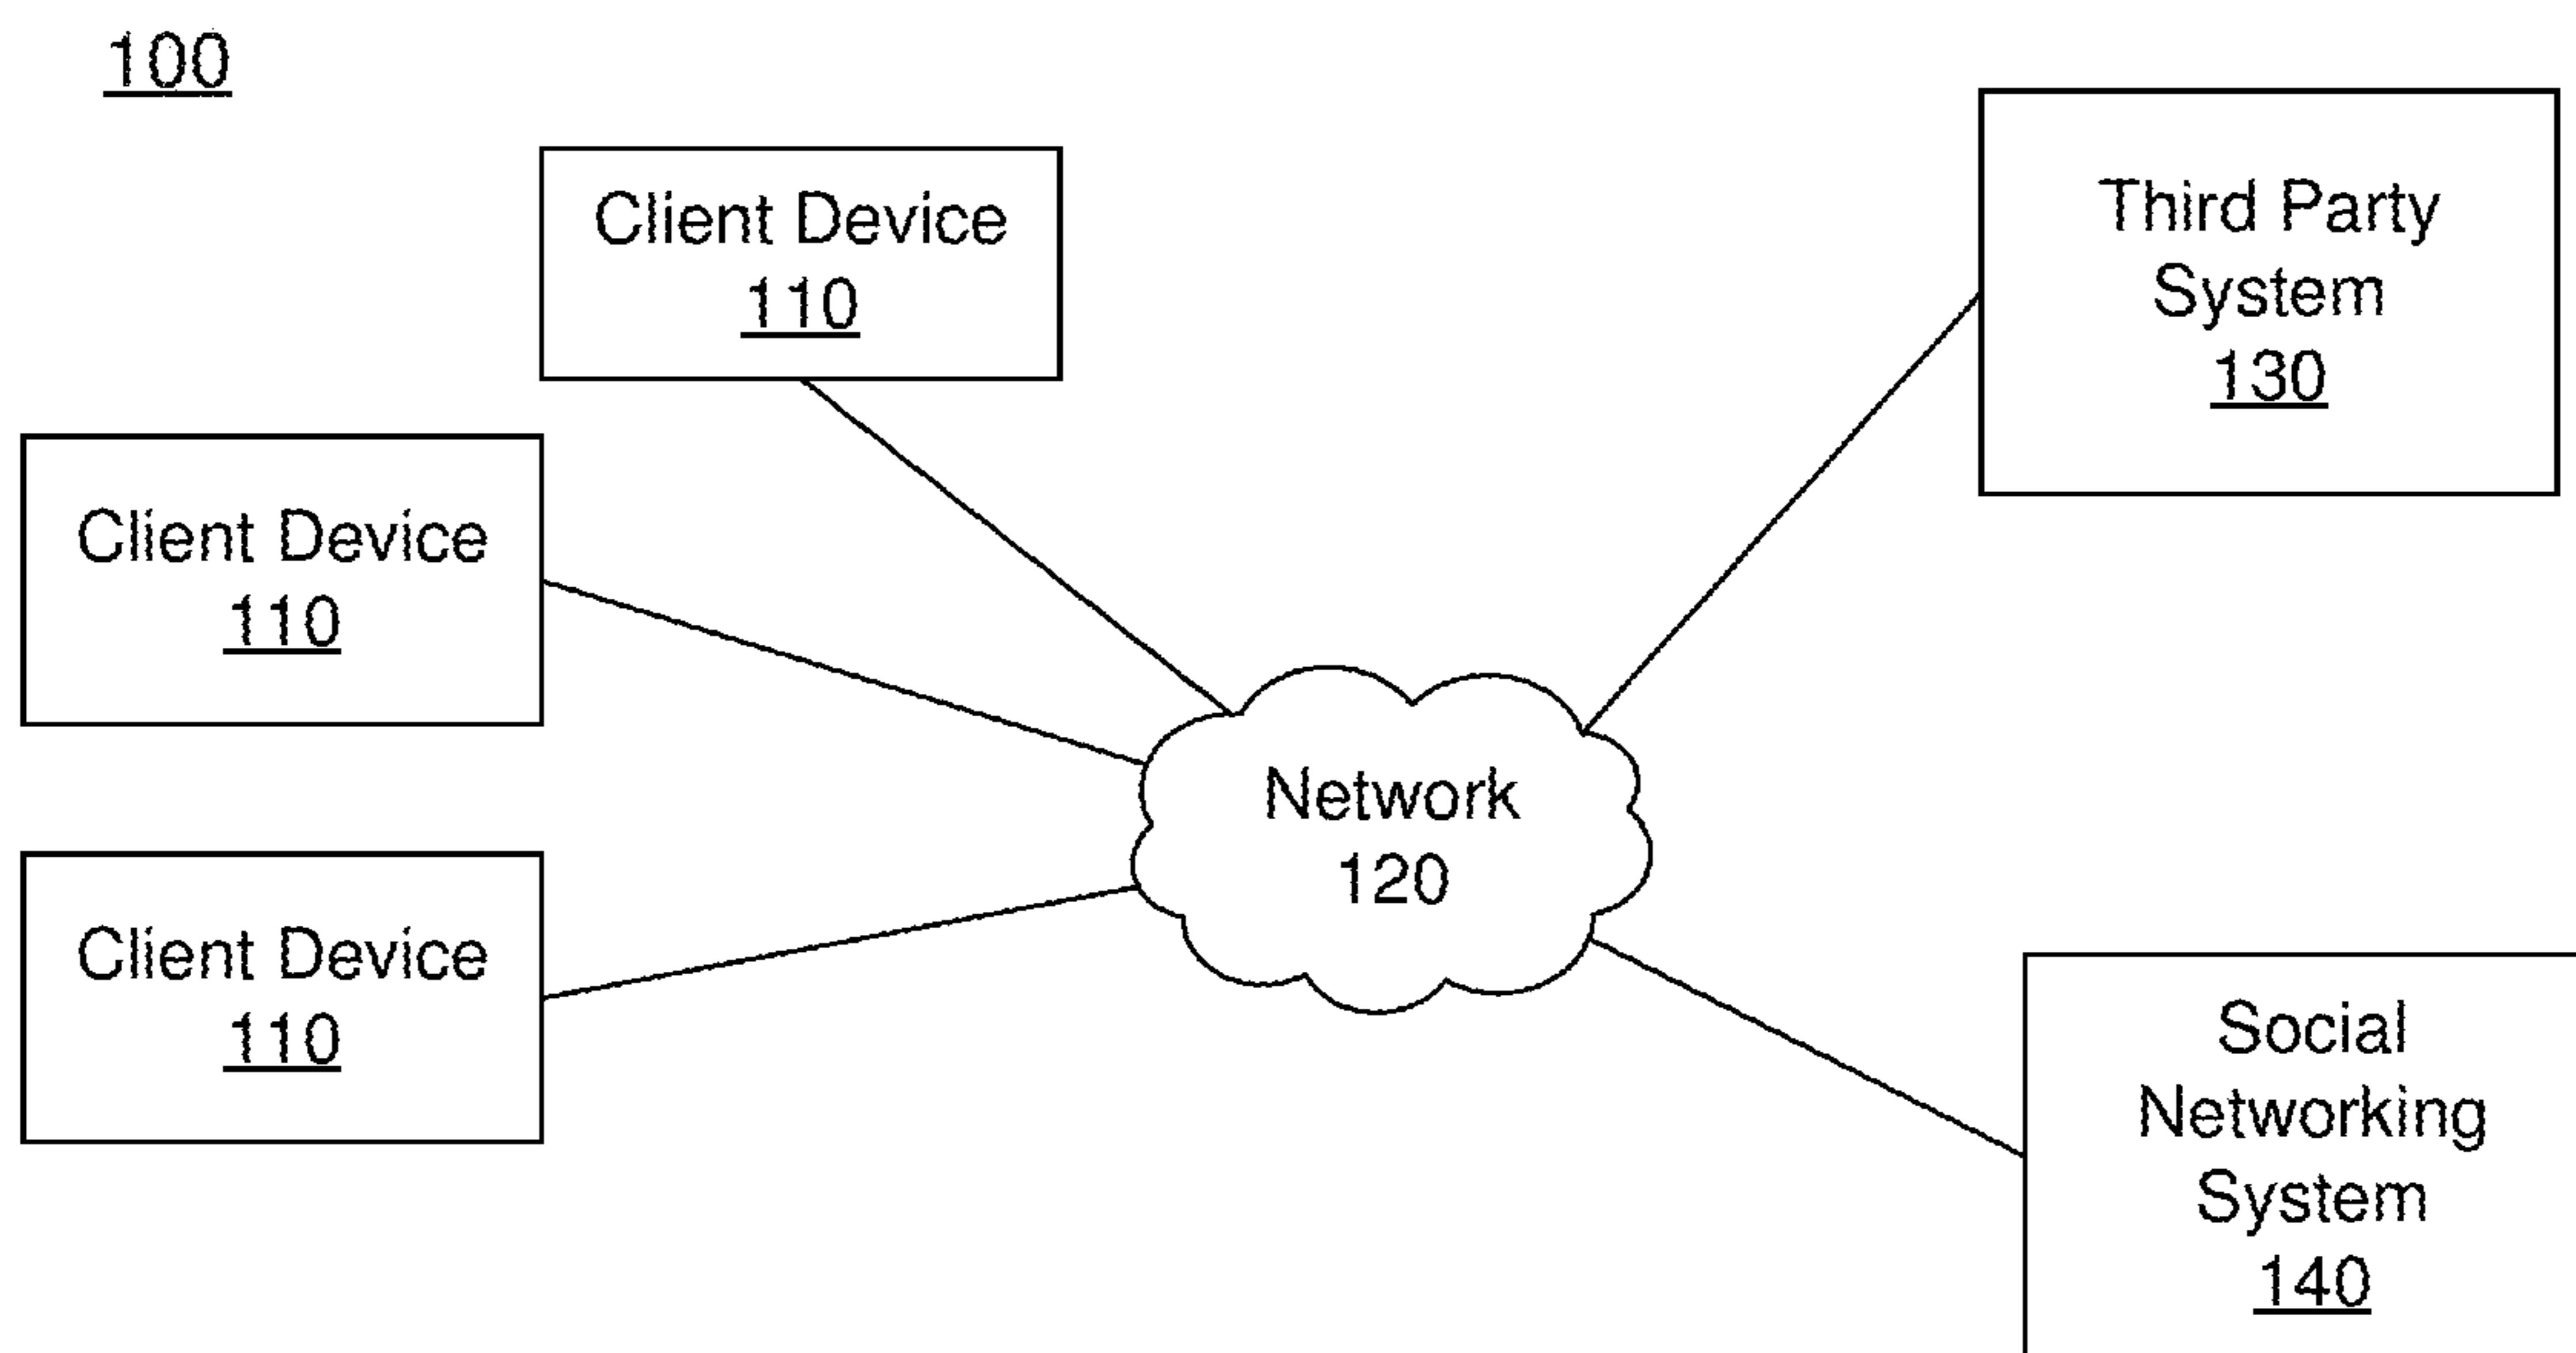 100
Client Device
110
Third Party
System
130
Client Device
110
Network
120
Client Device
110
Social
Networking
System
140